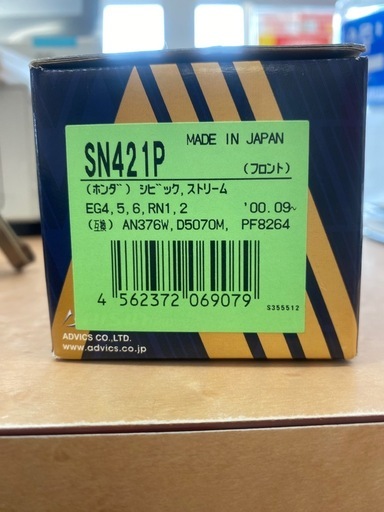 MADE IN JAPAN
SN421P (フロント)
(ホンダ) シビック,ストリーム
EG4,5,6,RN1,2 '00.09~
(互換) AN376W,D5070M, PF8264
4 562372 069079
S355512
ADVICS CO.,LTD.
www.advics.co.jp